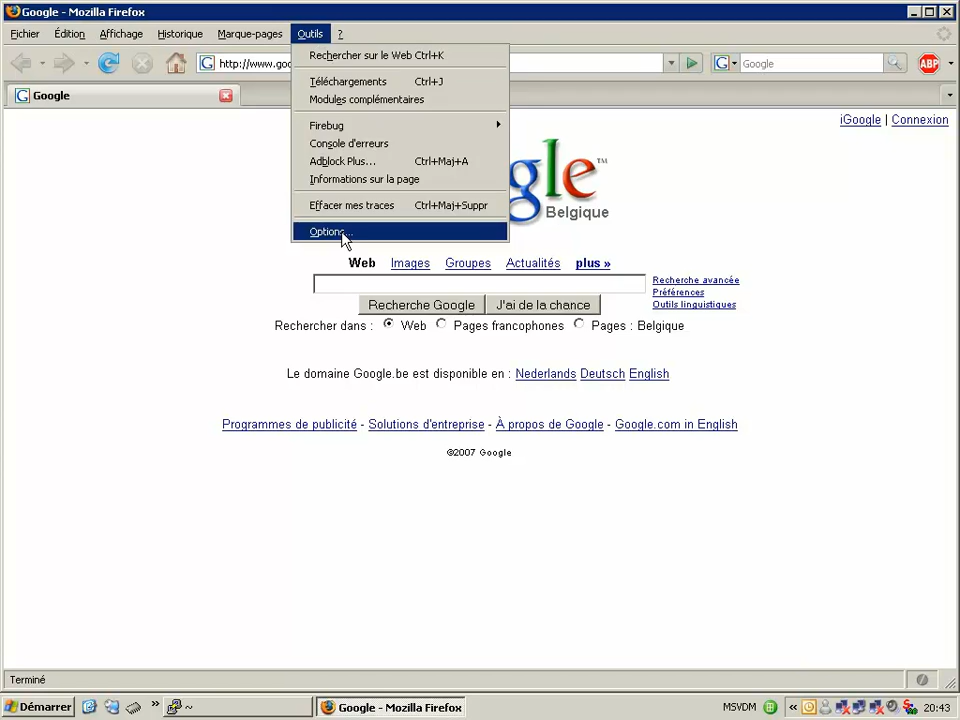 Google - Mozilla Firefox
Fichier Édition Affichage Historique Marque-pages Outils ?
http://www.goo
Google
ABP
Google
Rechercher sur le Web Ctrl+K
Téléchargements Ctrl+J
Modules complémentaires
Firebug
Console d'erreurs
Adblock Plus... Ctrl+Maj+A
Informations sur la page
Effacer mes traces Ctrl+Maj+Suppr
Options...
iGoogle | Connexion
gle™
Belgique
Web Images Groupes Actualités plus »
Recherche avancée
Préférences
Outils linguistiques
Recherche Google J'ai de la chance
Rechercher dans : Web Pages francophones Pages : Belgique
Le domaine Google.be est disponible en : Nederlands Deutsch English
Programmes de publicité - Solutions d'entreprise - À propos de Google - Google.com in English
©2007 Google
Terminé
Démarrer » ~ Google - Mozilla Firefox MSVDM « 20:43